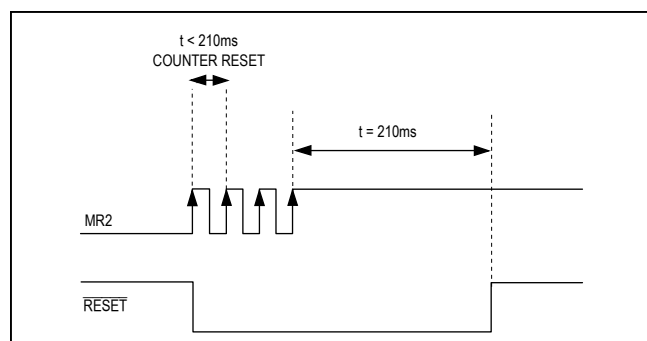 t < 210ms
COUNTER RESET
t = 210ms
MR2
RESET